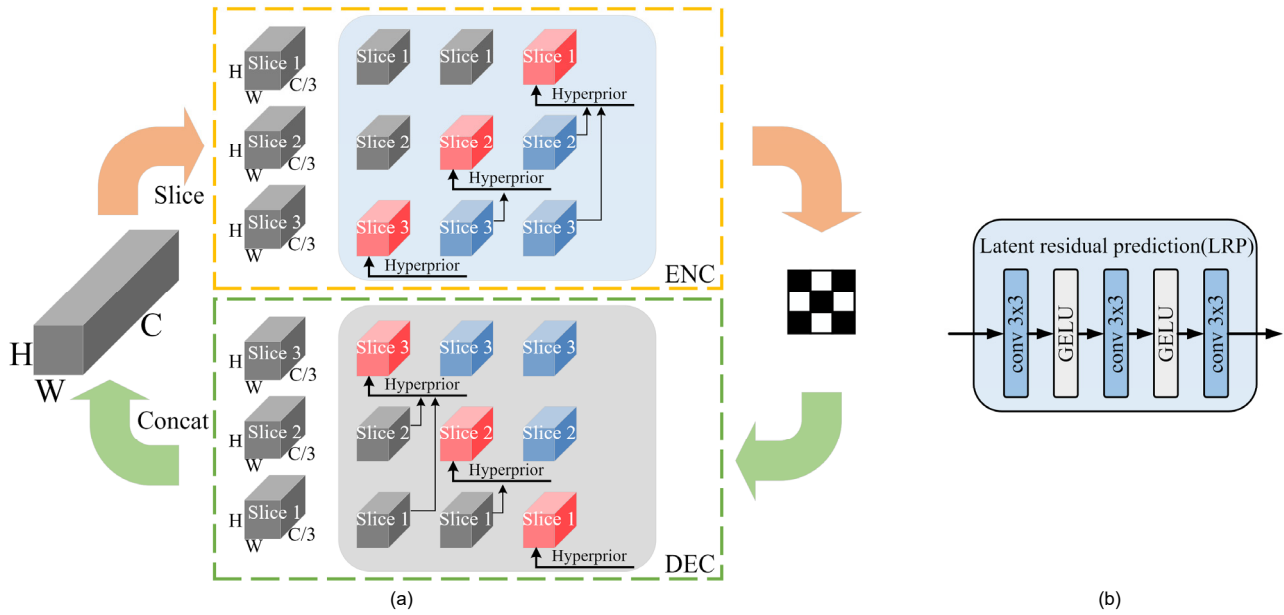 Slice 1
H
W
C/3
Slice 1
Slice 1
Slice 1
Hyperprior
Slice 2
H
W
C/3
Slice 2
Slice 2
Slice 2
Hyperprior
Slice 3
H
W
C/3
Slice 3
Slice 3
Slice 3
Hyperprior
ENC
Slice
H
W
C
Concat
Slice 3
H
W
C/3
Slice 3
Slice 3
Slice 3
Hyperprior
Slice 2
H
W
C/3
Slice 2
Slice 2
Slice 2
Hyperprior
Slice 1
H
W
C/3
Slice 1
Slice 1
Slice 1
Hyperprior
DEC
(a)
Latent residual prediction(LRP)
conv 3x3
GELU
conv 3x3
GELU
conv 3x3
(b)